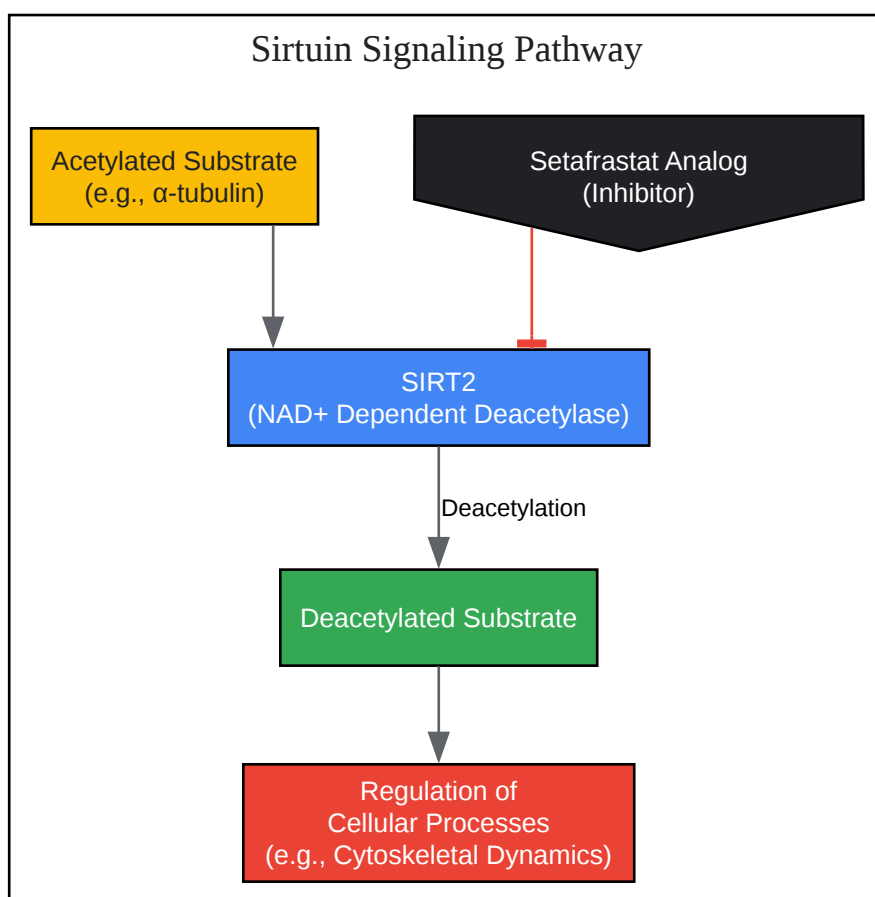 Sirtuin Signaling Pathway
Acetylated Substrate
(e.g., α-tubulin)
Setafrastat Analog
(Inhibitor)
SIRT2
(NAD+ Dependent Deacetylase)
Deacetylation
Deacetylated Substrate
Regulation of
Cellular Processes
(e.g., Cytoskeletal Dynamics)